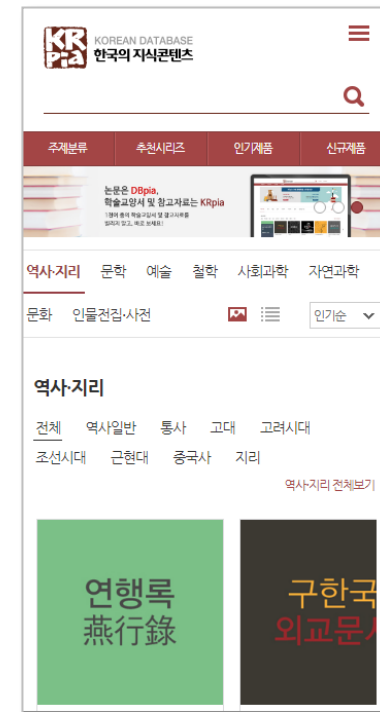 KR
pia
KOREAN DATABASE
한국의 지식콘텐츠
주제분류 추천시리즈 인기제품 신규제품
논문은 DBpia,
학술교양서 및 참고자료는 KRpia
역사·지리 문학 예술 철학 사회과학 자연과학
문화 인물전집·사전 인기순
역사·지리
전체 역사일반 통사 고대 고려시대
조선시대 근현대 중국사 지리
역사·지리 전체보기
연행록
燕行錄
구한국
외교문